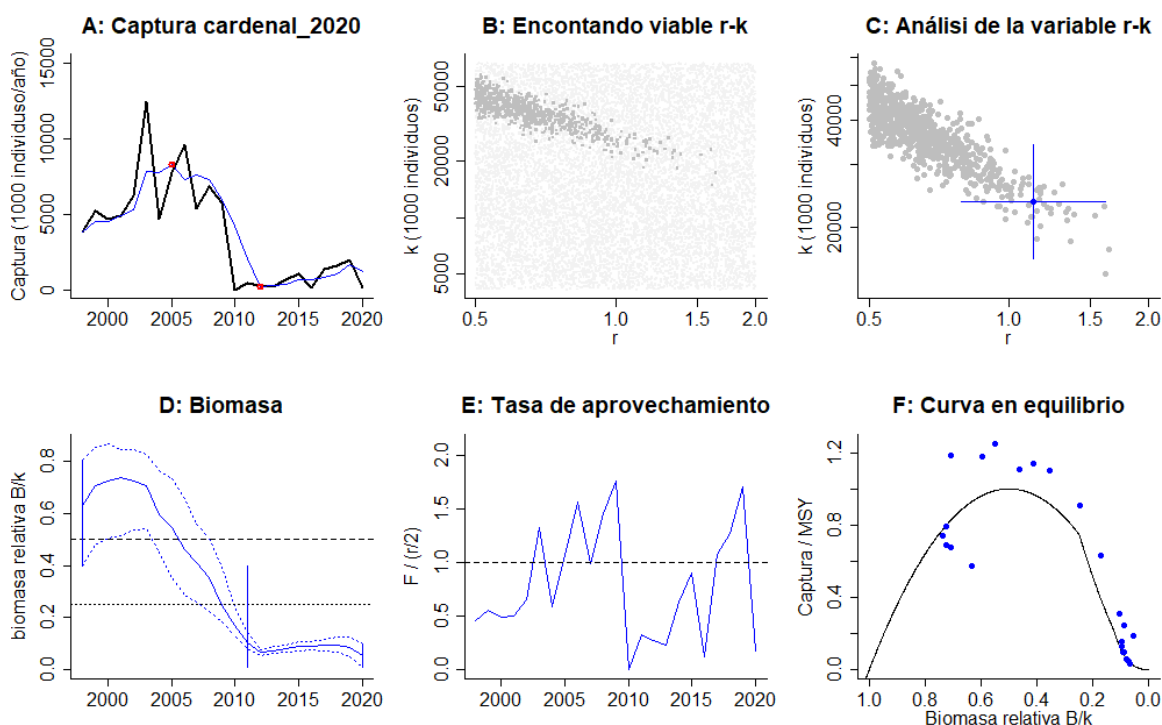 A: Captura cardenal_2020
Captura (1000 individuso/año)
15000
10000
5000
0
2000 2005 2010 2015 2020
B: Encontando viable r-k
k (1000 individuos)
50000
20000
5000
0.5 1.0 2.0
r
C: Análisi de la variable r-k
k (1000 individuos)
40000
20000
0.5 1.0 1.5 2.0
r
D: Biomasa
biomasa relativa B/k
0.8
0.6
0.4
0.2
0.0
2000 2005 2010 2015 2020
E: Tasa de aprovechamiento
F / (r/2)
2.0
1.5
1.0
0.5
0.0
2000 2005 2010 2015 2020
F: Curva en equilibrio
Captura / MSY
1.2
0.8
0.4
0.0
1.0 0.8 0.6 0.4 0.2 0.0
Biomasa relativa B/k